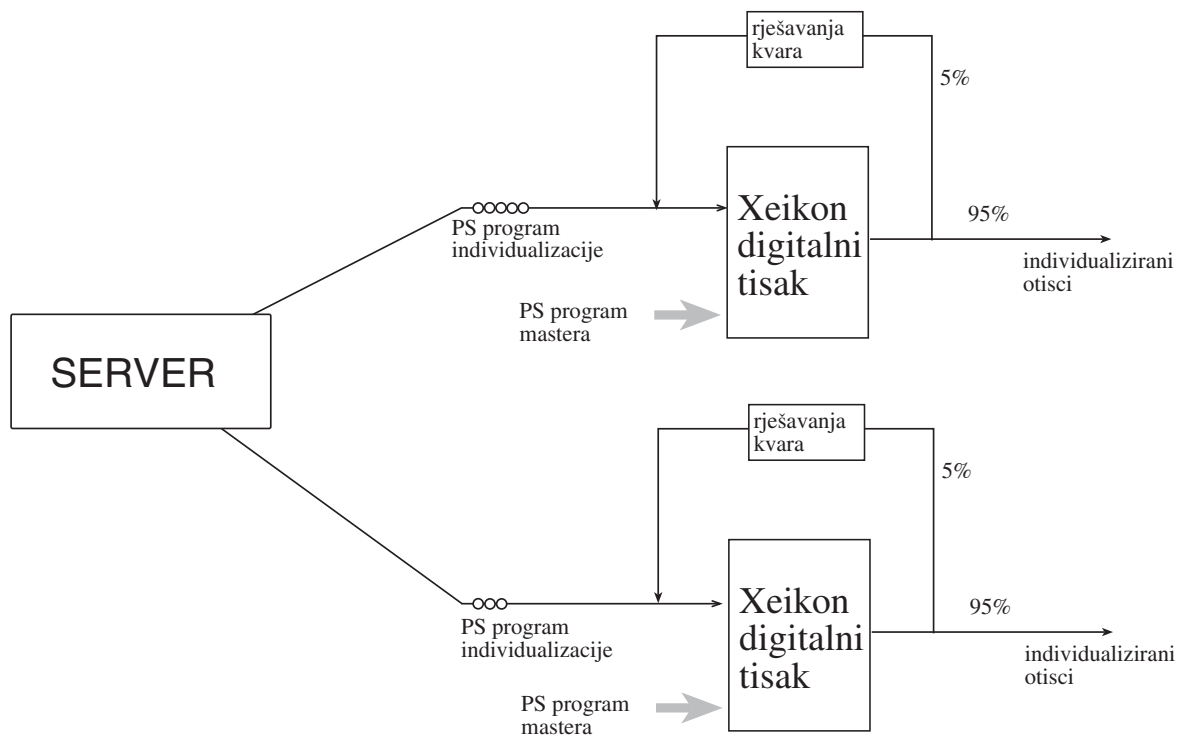 rješavanja
kvara
5%
Xeikon
digitalni
tisak
95%
PS program
individualizacije
individualizirani
otisci
PS program
mastera
SERVER
rješavanja
kvara
5%
Xeikon
digitalni
tisak
95%
PS program
individualizacije
individualizirani
otisci
PS program
mastera